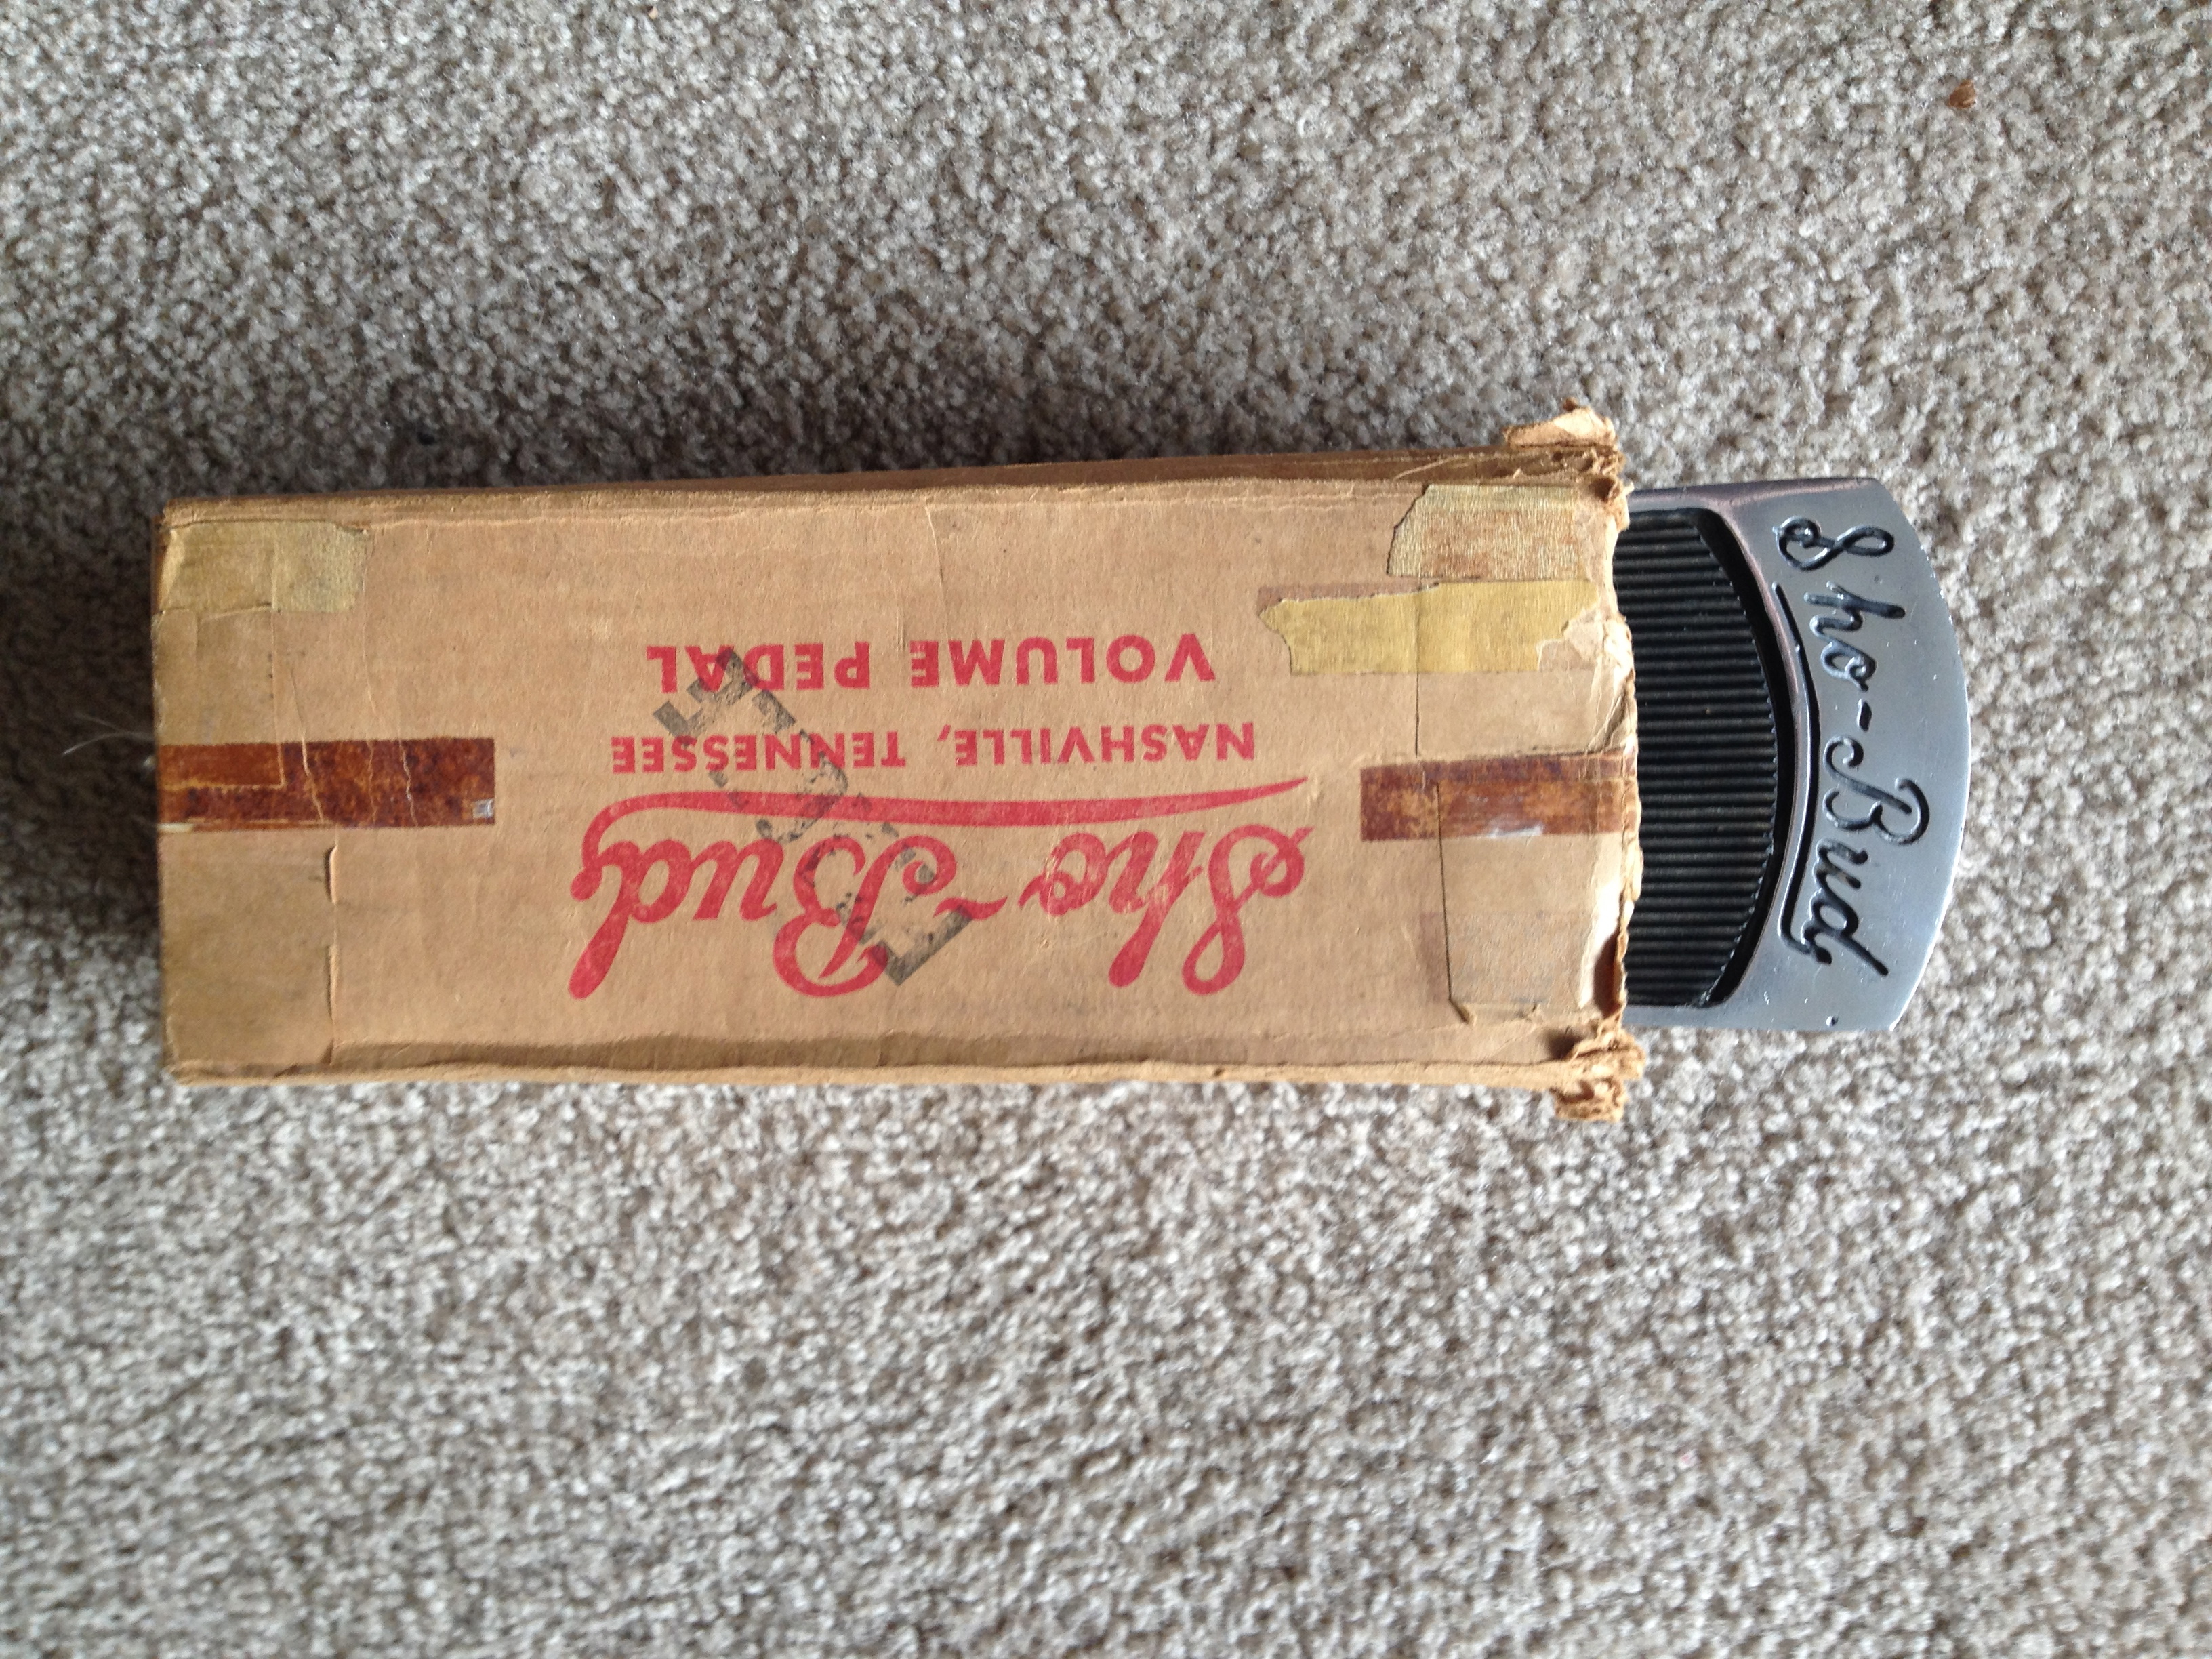 Sho-Bud
NASHVILLE, TENNESSEE
VOLUME PEDAL
Sho-Bud